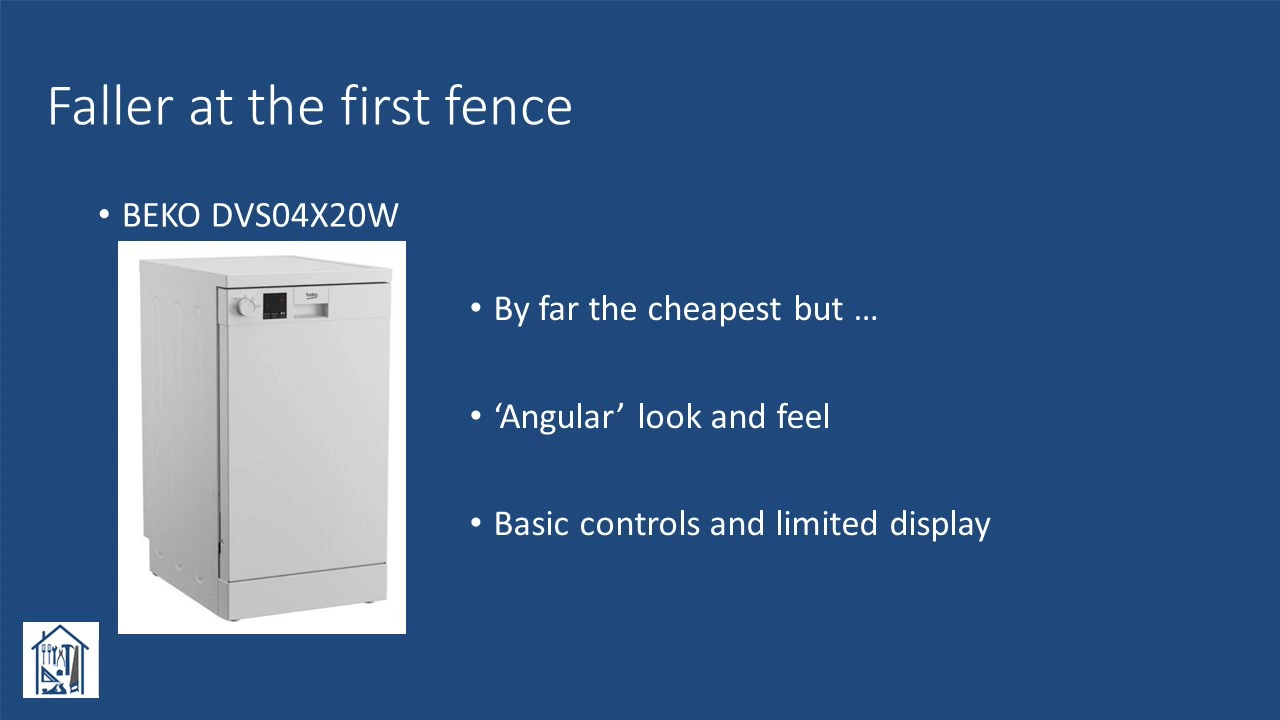 Faller at the first fence
• BEKO DVS04X20W
beko
• By far the cheapest but …
• ‘Angular’ look and feel
• Basic controls and limited display